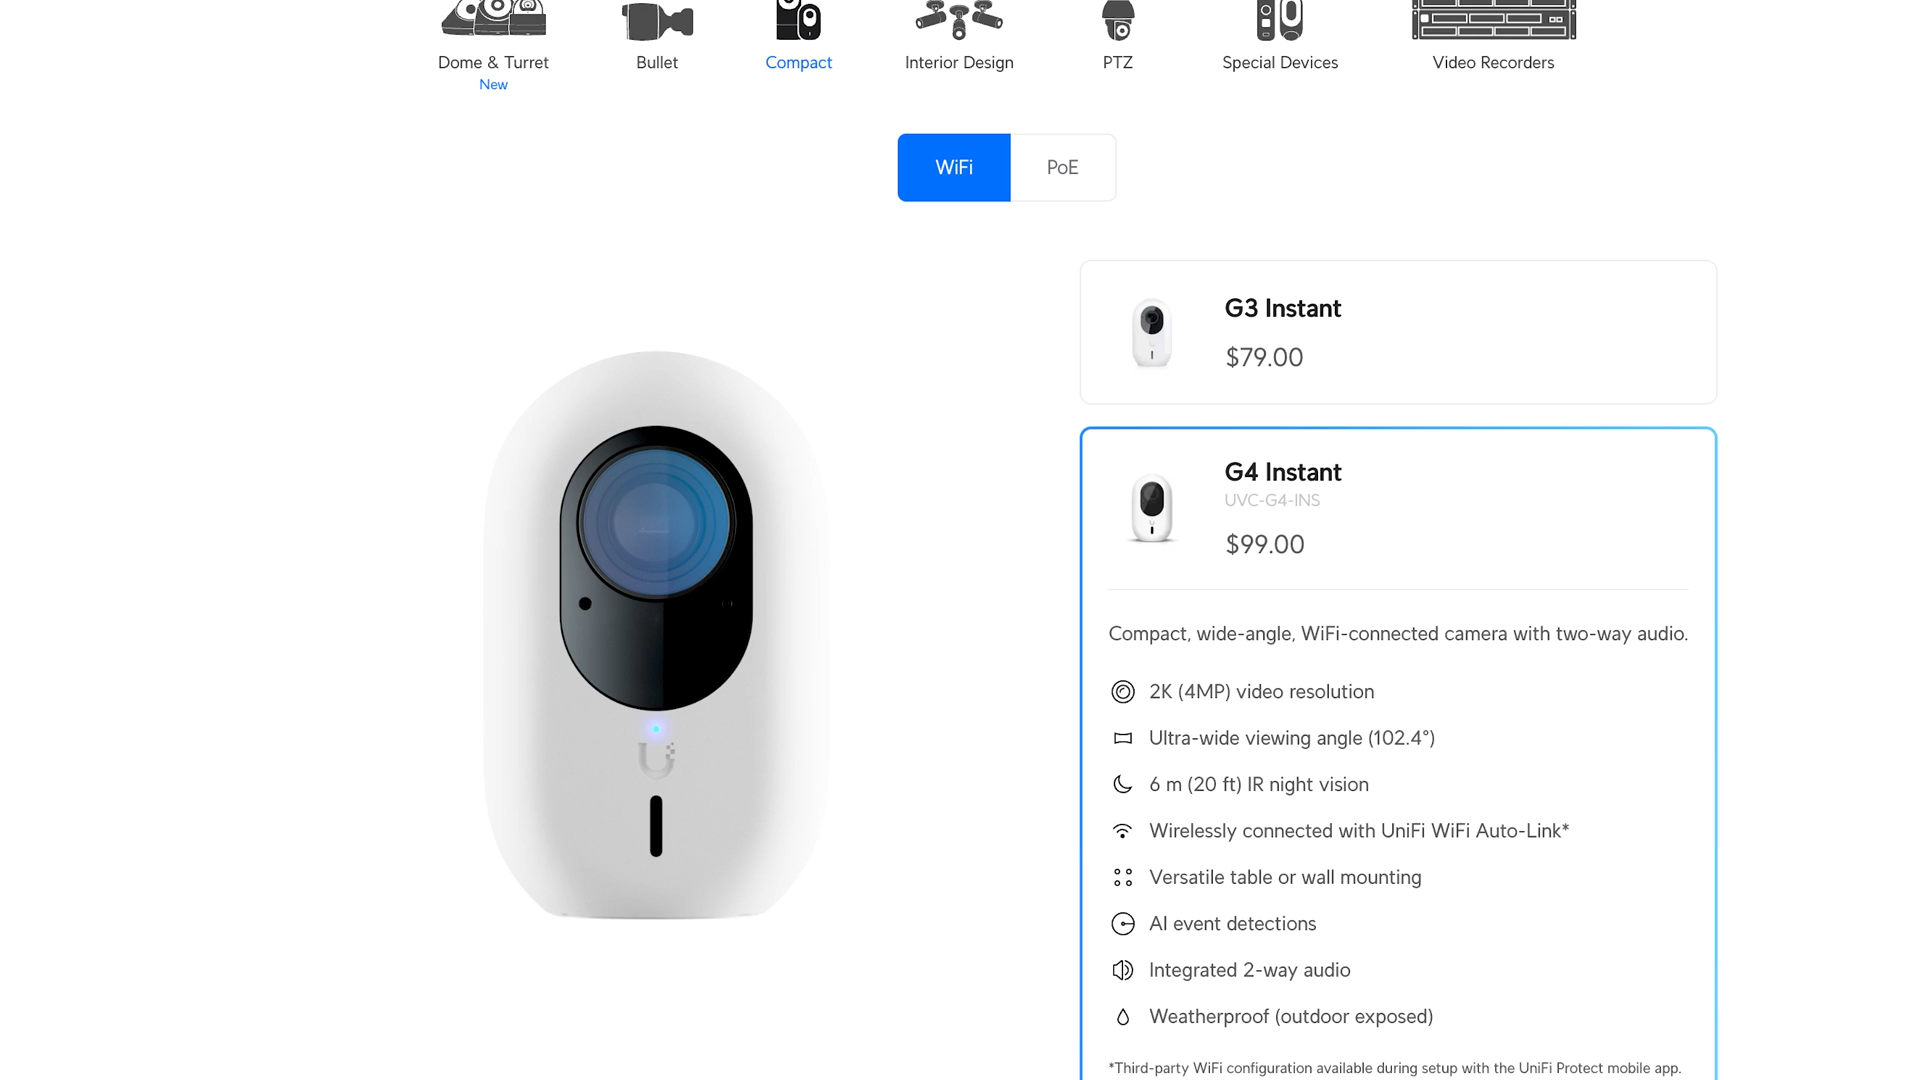 Dome & Turret
New
Bullet
Compact
Interior Design
PTZ
Special Devices
Video Recorders
WiFi
PoE
G3 Instant
$79.00
G4 Instant
UVC-G4-INS
$99.00
Compact, wide-angle, WiFi-connected camera with two-way audio.
2K (4MP) video resolution
Ultra-wide viewing angle (102.4°)
6 m (20 ft) IR night vision
Wirelessly connected with UniFi WiFi Auto-Link*
Versatile table or wall mounting
AI event detections
Integrated 2-way audio
Weatherproof (outdoor exposed)
*Third-party WiFi configuration available during setup with the UniFi Protect mobile app.